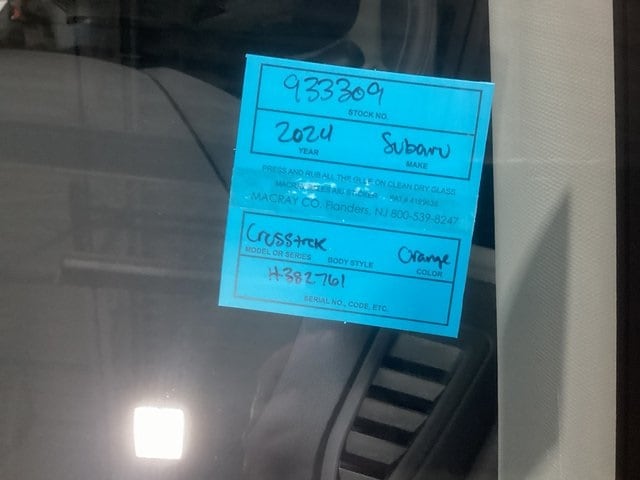 933309
STOCK NO.
2024 Subaru
YEAR MAKE
PRESS AND RUB ALL THE GLUE ON CLEAN DRY GLASS
MACRAY CO. Flanders, NJ 800-539-8247
Crosstrek Orange
MODEL OR SERIES BODY STYLE COLOR
H382761
SERIAL NO., CODE, ETC.